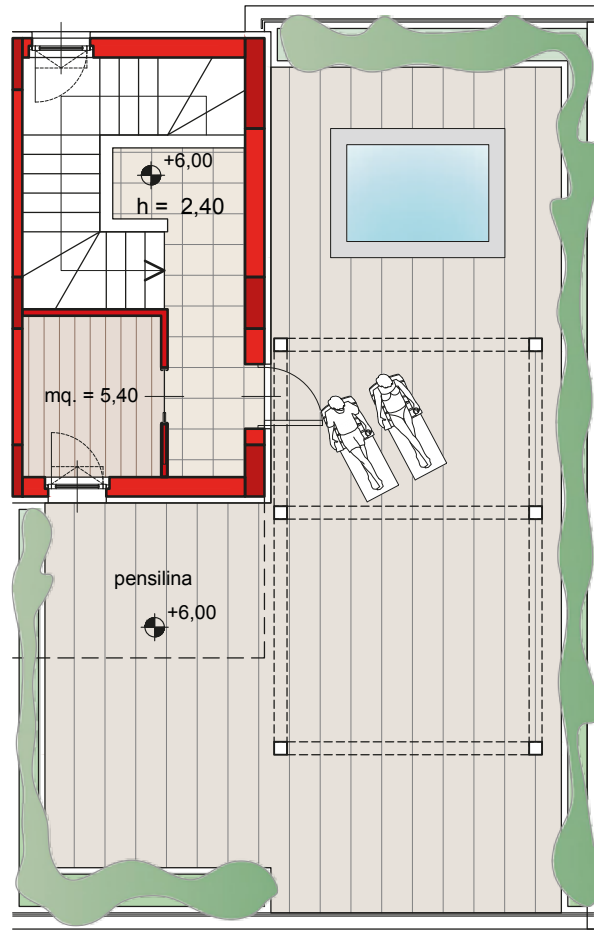 +6,00
h = 2,40
mq. = 5,40
pensilina
+6,00